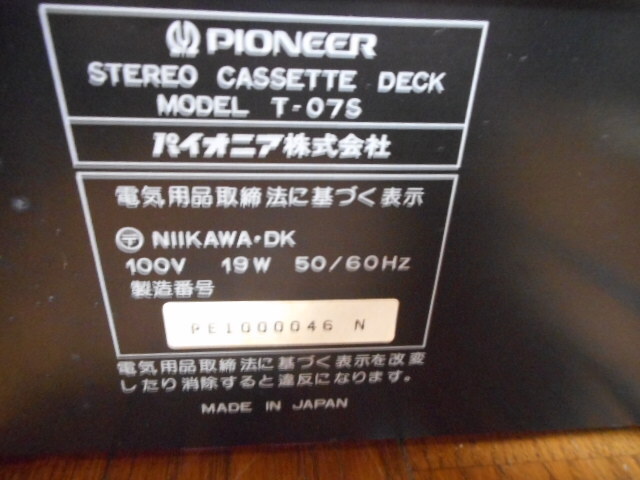 PIONEER
STEREO CASSETTE DECK
MODEL T-07S
パイオニア株式会社
電気用品取締法に基づく表示
〒 NIIKAWA・DK
100V 19W 50/60Hz
製造番号
PE1000046 N
電気用品取締法に基づく表示を改変
したり消除すると違反になります。
MADE IN JAPAN